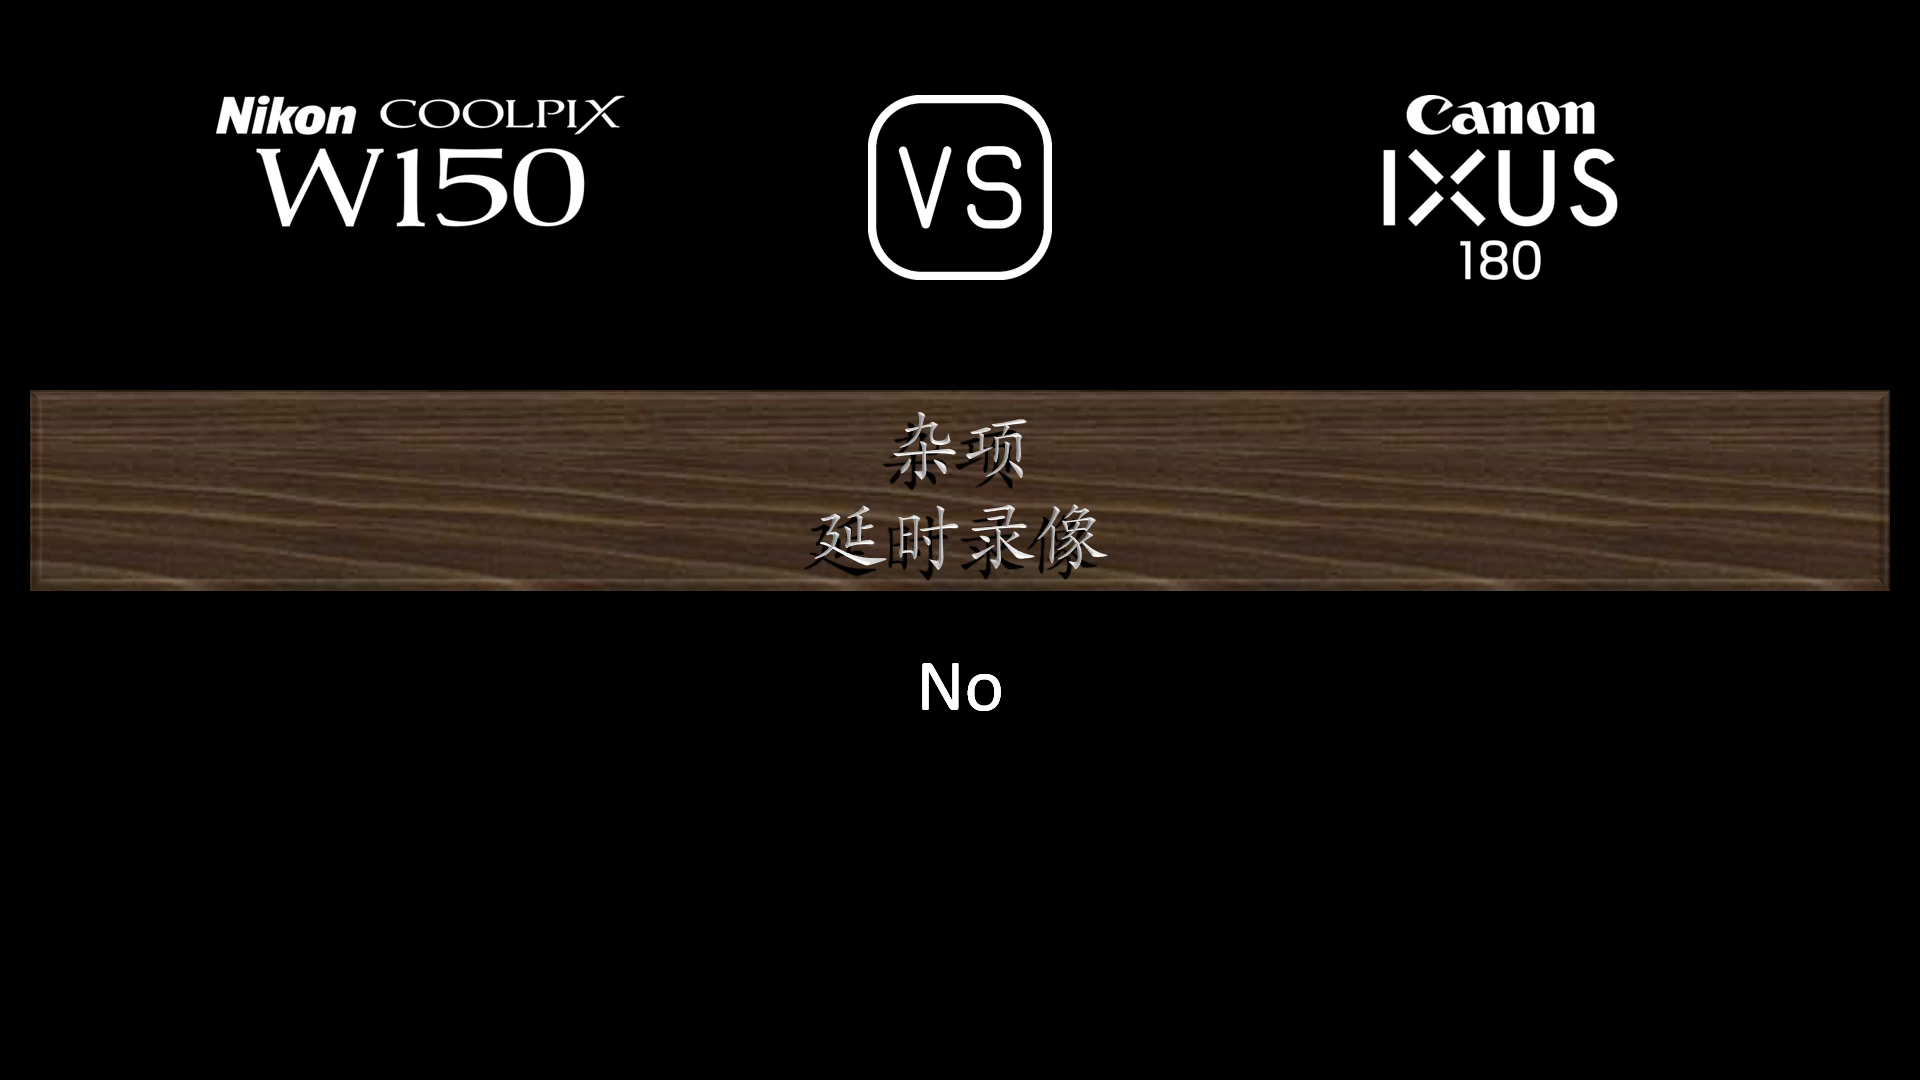 Nikon COOLPIX
W150
VS
Canon
IXUS
180
杂项
延时录像
No